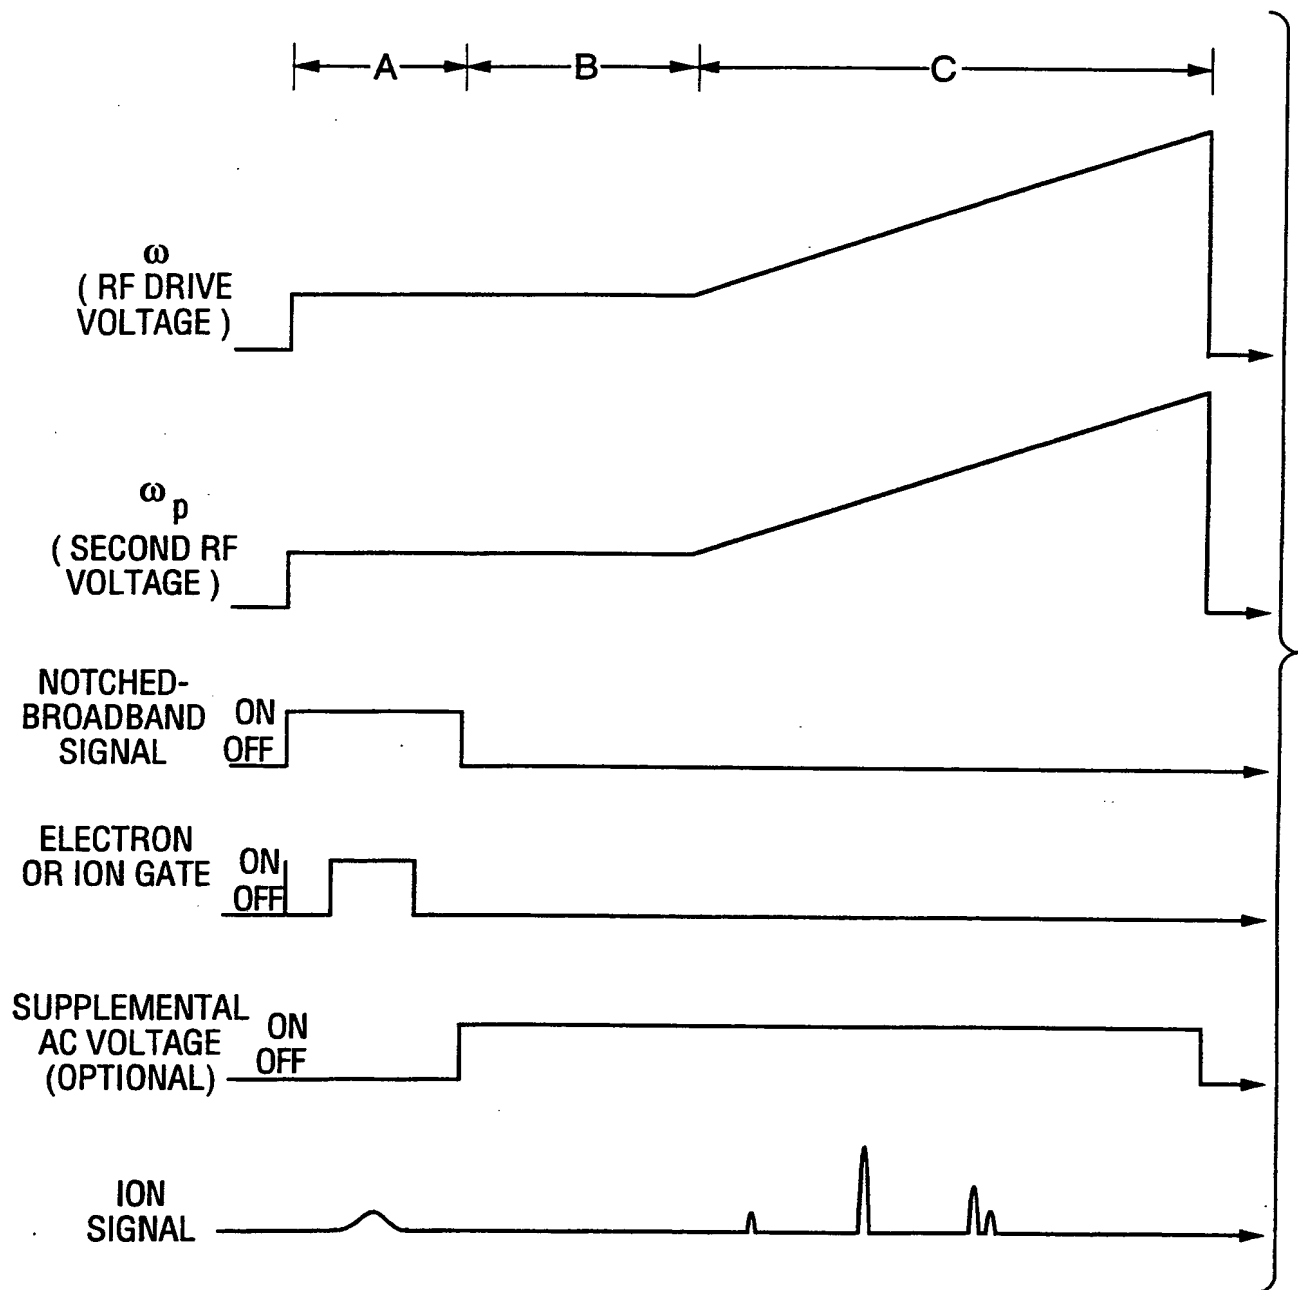 A B C
ω
( RF DRIVE
VOLTAGE )
ωp
( SECOND RF
VOLTAGE )
NOTCHED-
BROADBAND ON
SIGNAL OFF
ELECTRON ON
OR ION GATE OFF
SUPPLEMENTAL ON
AC VOLTAGE OFF
(OPTIONAL)
ION
SIGNAL